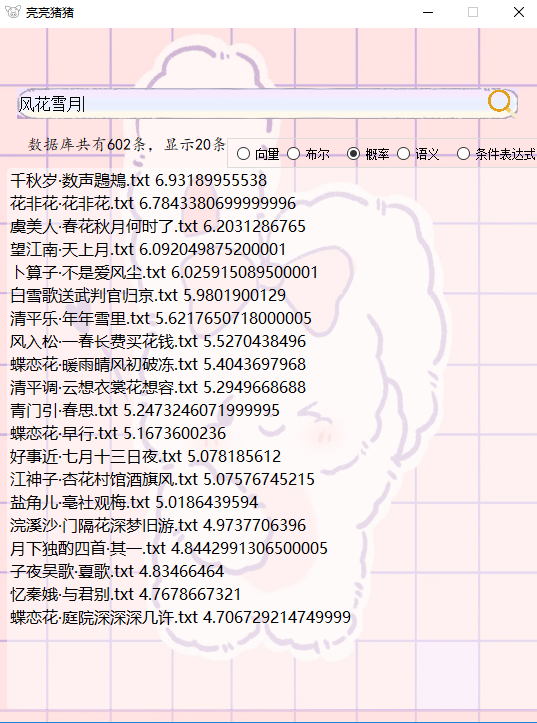 亮亮猪猪
风花雪月
数据库共有602条，显示20条
向量 布尔 概率 语义 条件表达式
千秋岁·数声鶗鴂.txt 6.93189955538
花非花·花非花.txt 6.7843380699999996
虞美人·春花秋月何时了.txt 6.2031286765
望江南·天上月.txt 6.092049875200001
卜算子·不是爱风尘.txt 6.025915089500001
白雪歌送武判官归京.txt 5.9801900129
清平乐·年年雪里.txt 5.6217650718000005
风入松·一春长费买花钱.txt 5.5270438496
蝶恋花·暖雨晴风初破冻.txt 5.4043697968
清平调·云想衣裳花想容.txt 5.2949668688
青门引·春思.txt 5.2473246071999995
蝶恋花·早行.txt 5.1673600236
好事近·七月十三日夜.txt 5.078185612
江神子·杏花村馆酒旗风.txt 5.07576745215
盐角儿·亳社观梅.txt 5.0186439594
浣溪沙·门隔花深梦旧游.txt 4.9737706396
月下独酌四首·其一.txt 4.8442991306500005
子夜吴歌·夏歌.txt 4.83466464
忆秦娥·与君别.txt 4.7678667321
蝶恋花·庭院深深深几许.txt 4.706729214749999